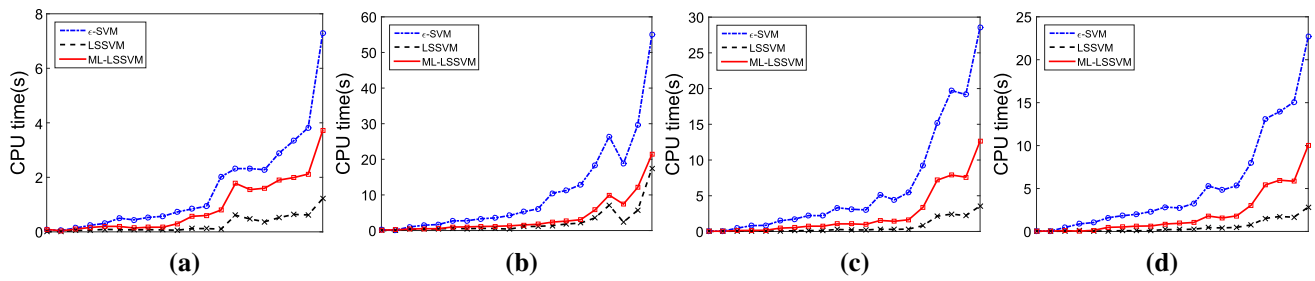 CPU time(s)
8
6
4
2
0
ϵ-SVM
LSSVM
ML-LSSVM
(a)
CPU time(s)
60
50
40
30
20
10
0
ϵ-SVM
LSSVM
ML-LSSVM
(b)
CPU time(s)
30
25
20
15
10
5
0
ϵ-SVM
LSSVM
ML-LSSVM
(c)
CPU time(s)
25
20
15
10
5
0
ϵ-SVM
LSSVM
ML-LSSVM
(d)